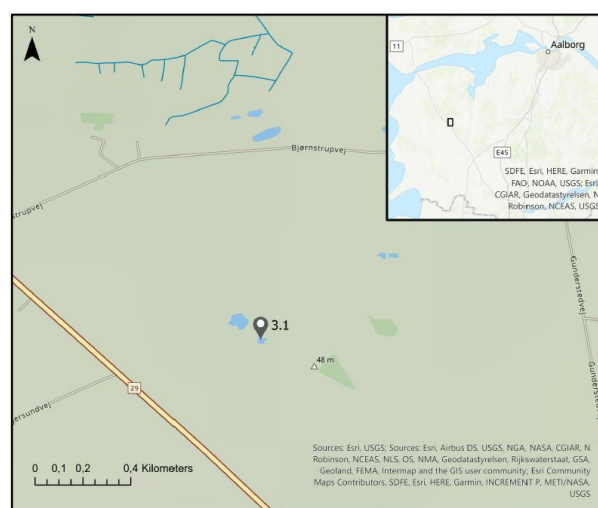 N
11
Aalborg
E45
SDFE, Esri, HERE, Garmin,
FAO, NOAA, USGS; Esri,
CGIAR, Geodatastyrelsen, N
Robinson, NCEAS, USGS
Bjørnstrupvej
strupvej
Gunderstedvej
3.1
48 m
29
Gunderstedv
gersundvej
0 0,1 0,2 0,4 Kilometers
Sources: Esri, USGS; Sources: Esri, Airbus DS, USGS, NGA, NASA, CGIAR, N
Robinson, NCEAS, NLS, OS, NMA, Geodatastyrelsen, Rijkswaterstaat, GSA,
Geoland, FEMA, Intermap and the GIS user community; Esri Community
Maps Contributors, SDFE, Esri, HERE, Garmin, INCREMENT P, METI/NASA,
USGS